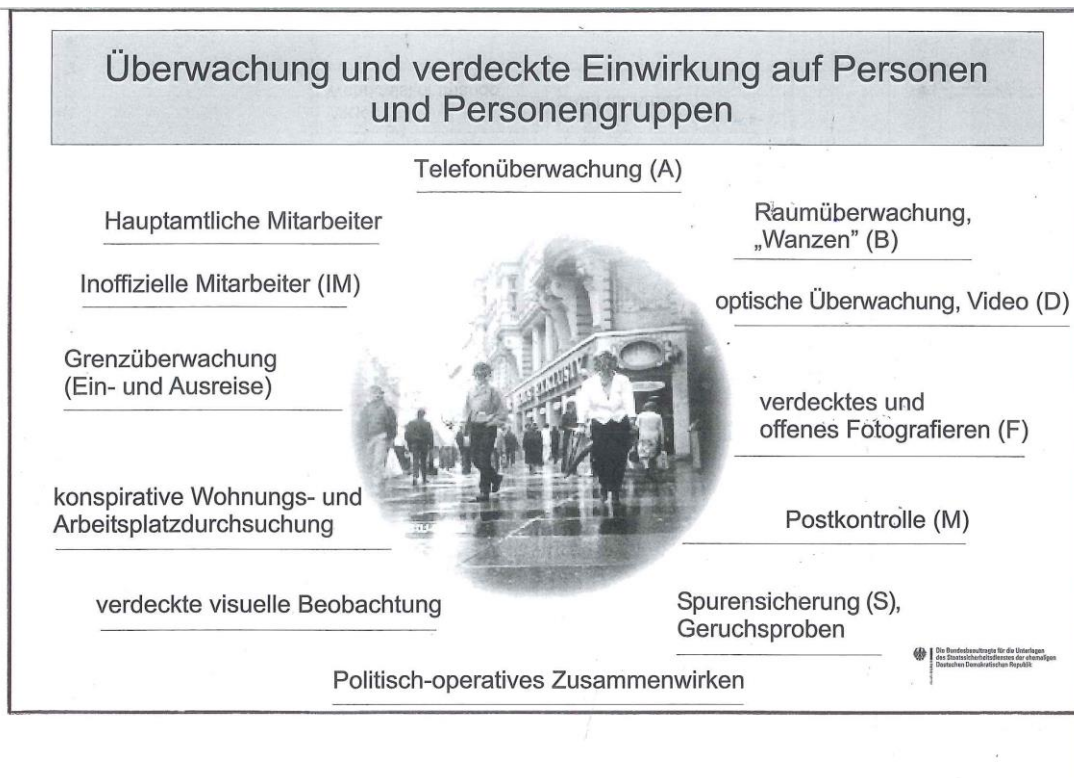 Überwachung und verdeckte Einwirkung auf Personen
und Personengruppen
Telefonüberwachung (A)
Hauptamtliche Mitarbeiter
Raumüberwachung,
„Wanzen” (B)
Inoffizielle Mitarbeiter (IM)
optische Überwachung, Video (D)
Grenzüberwachung
(Ein- und Ausreise)
verdecktes und
offenes Fotografieren (F)
konspirative Wohnungs- und
Arbeitsplatzdurchsuchung
Postkontrolle (M)
verdeckte visuelle Beobachtung
Spurensicherung (S),
Geruchsproben
Politisch-operatives Zusammenwirken
Die Bundesbeauftragte für die Unterlagen
des Staatssicherheitsdienstes der ehemaligen
Deutschen Demokratischen Republik